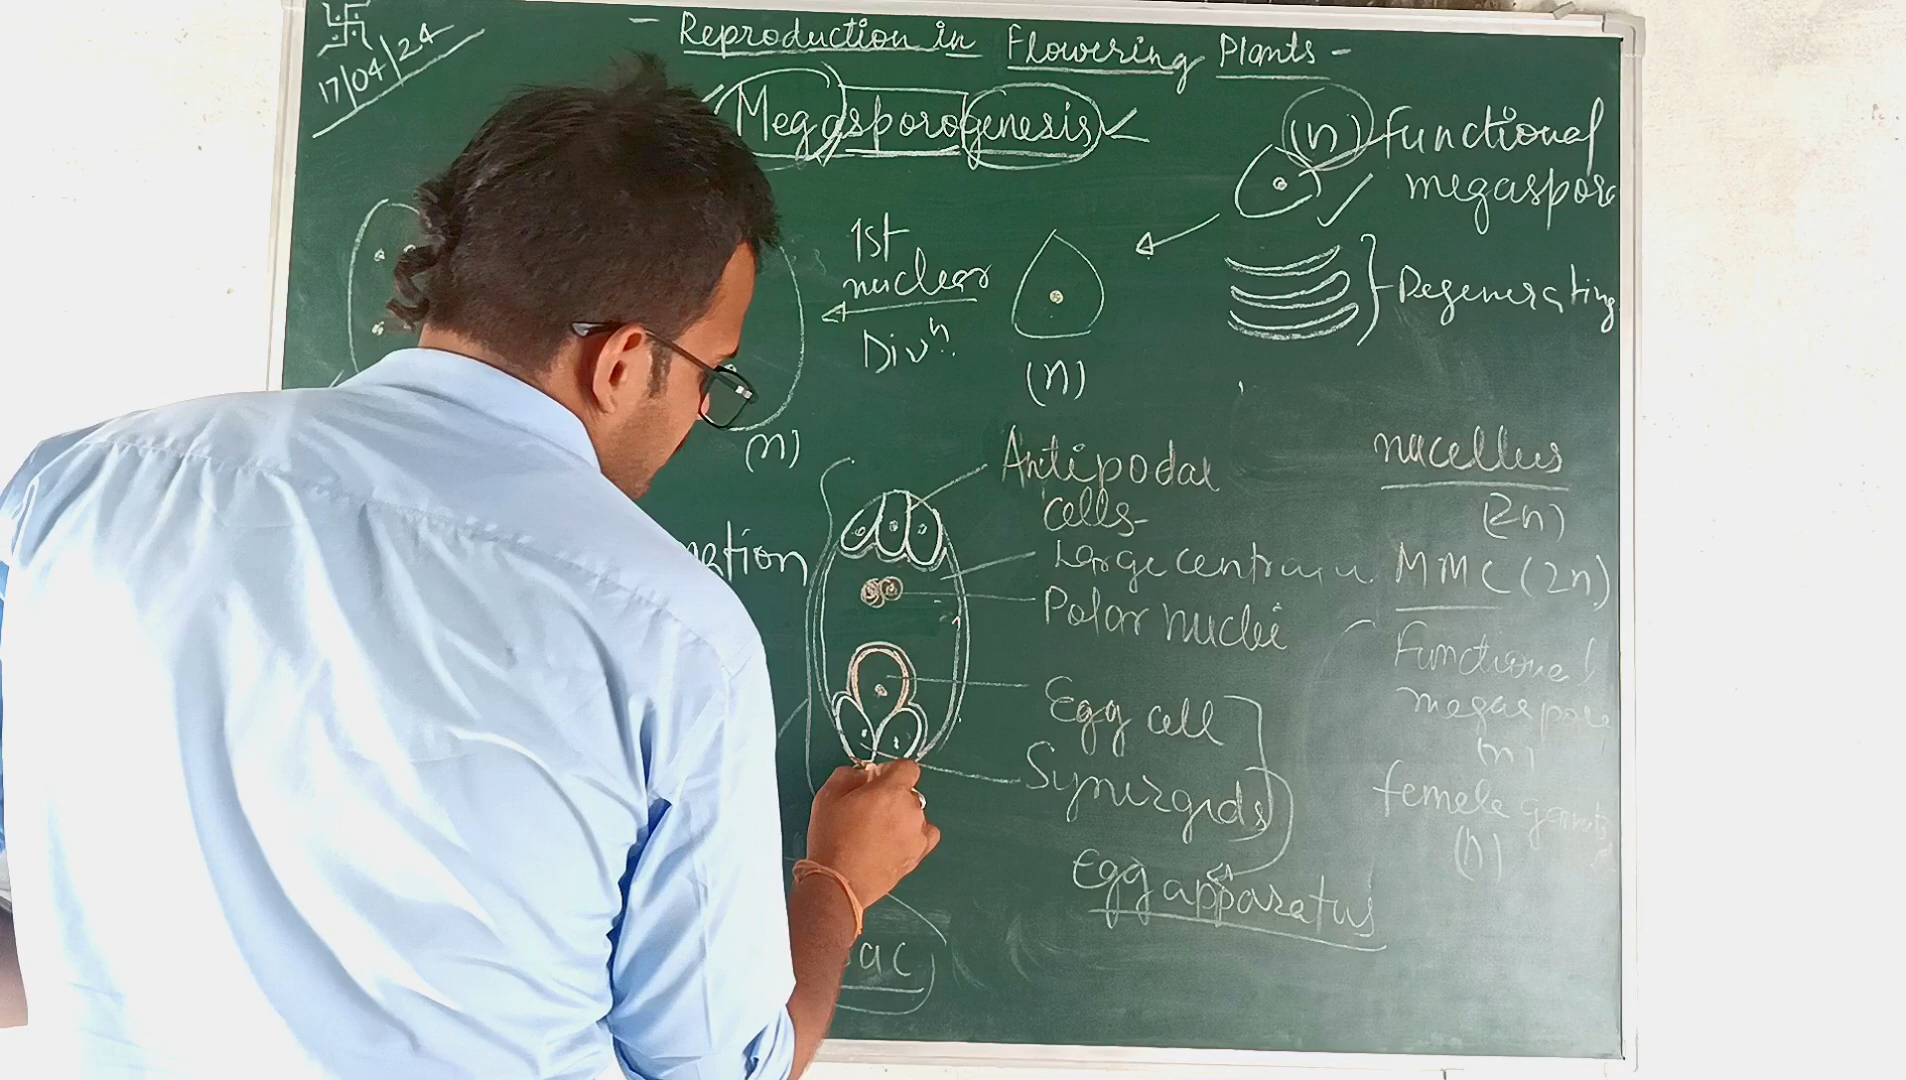 - Reproduction in Flowering Plants -
17/04/24
Megasporogenesis
(n) functional
megaspore
1st
nuclear
Divⁿ.
Degenerating
(n)
(n)
Antipodal
cells-
Large central
Polar nuclei
Egg cell
Synergids
Egg apparatus
nucellus
(2n)
MMC (2n)
Functional
megaspore
(n)
femele
(n)